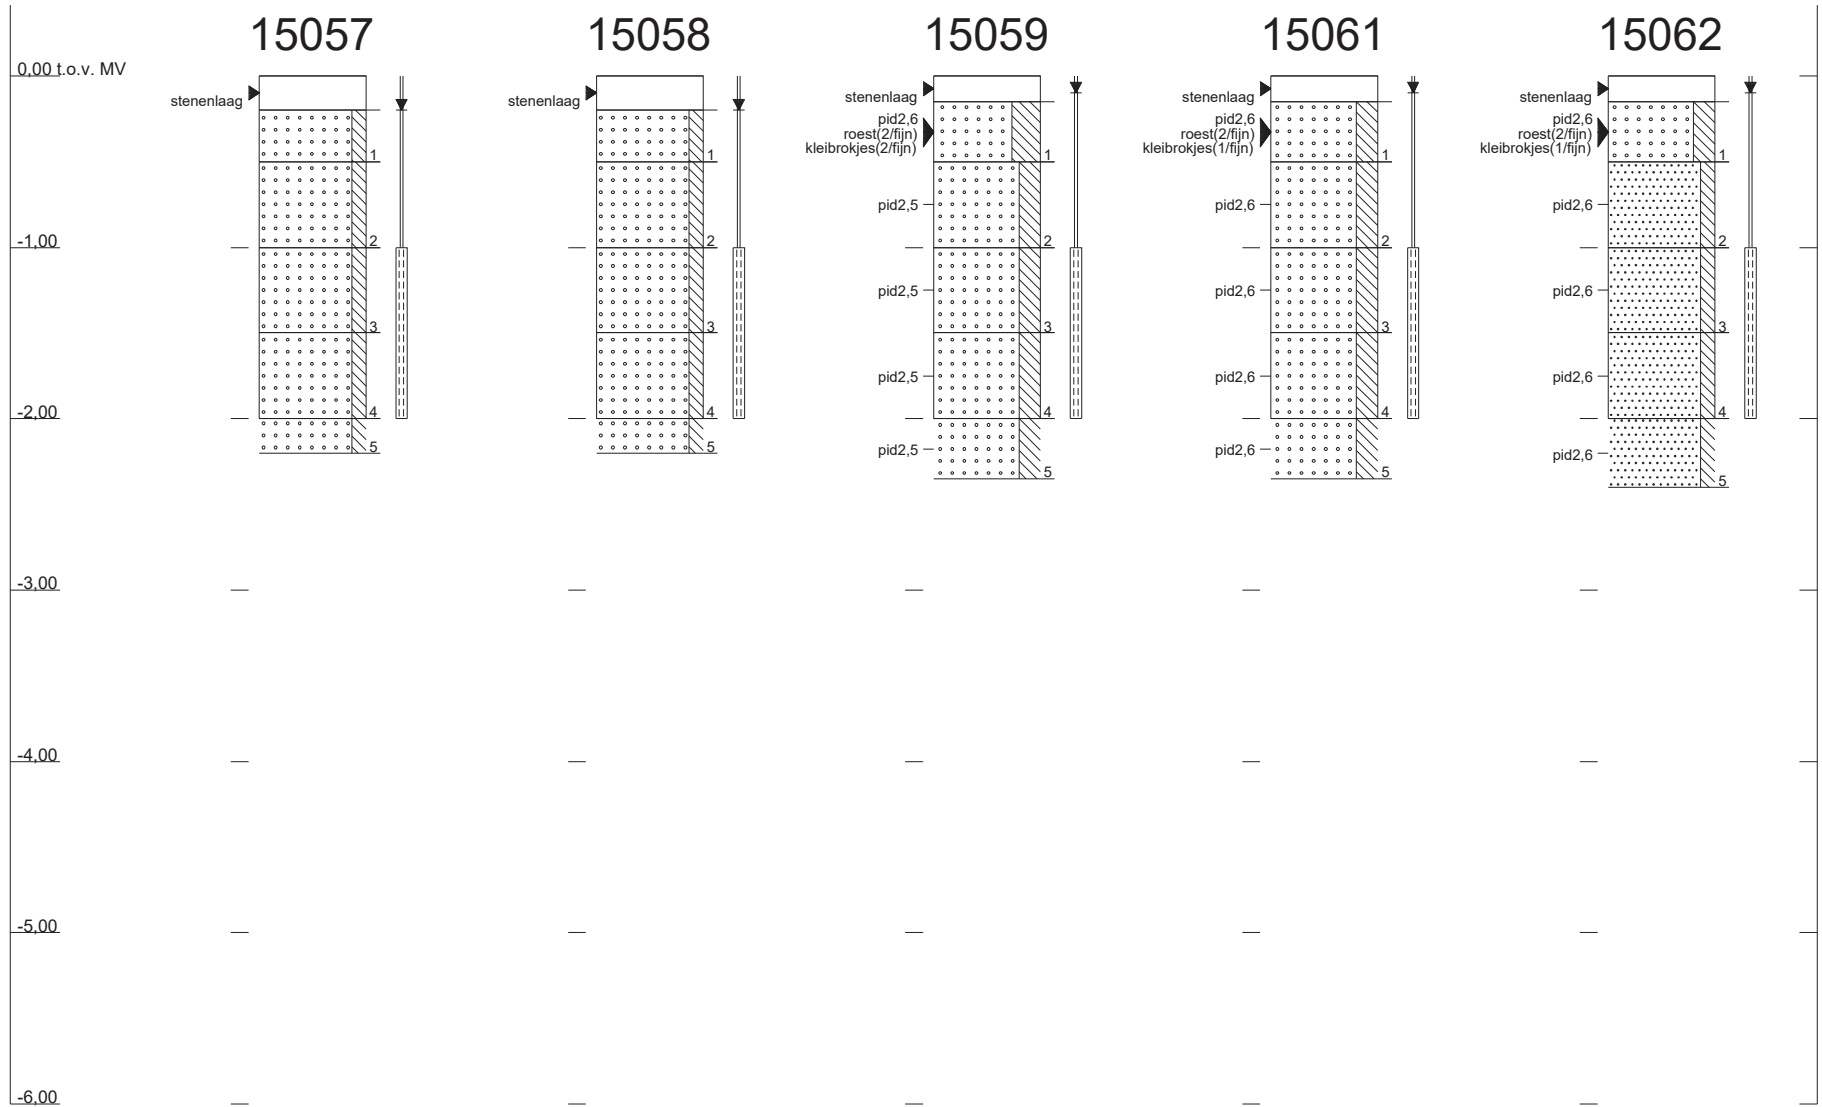 15057
15058
15059
15061
15062
0,00 t.o.v. MV
-1,00
-2,00
-3,00
-4,00
-5,00
-6,00
stenenlaag
1
2
3
4
5
stenenlaag
1
2
3
4
5
stenenlaag
pid2,6
roest(2/fijn)
kleibrokjes(2/fijn)
1
pid2,5
2
pid2,5
3
pid2,5
4
pid2,5
5
stenenlaag
pid2,6
roest(2/fijn)
kleibrokjes(1/fijn)
1
pid2,6
2
pid2,6
3
pid2,6
4
pid2,6
5
stenenlaag
pid2,6
roest(2/fijn)
kleibrokjes(1/fijn)
1
pid2,6
2
pid2,6
3
pid2,6
4
pid2,6
5